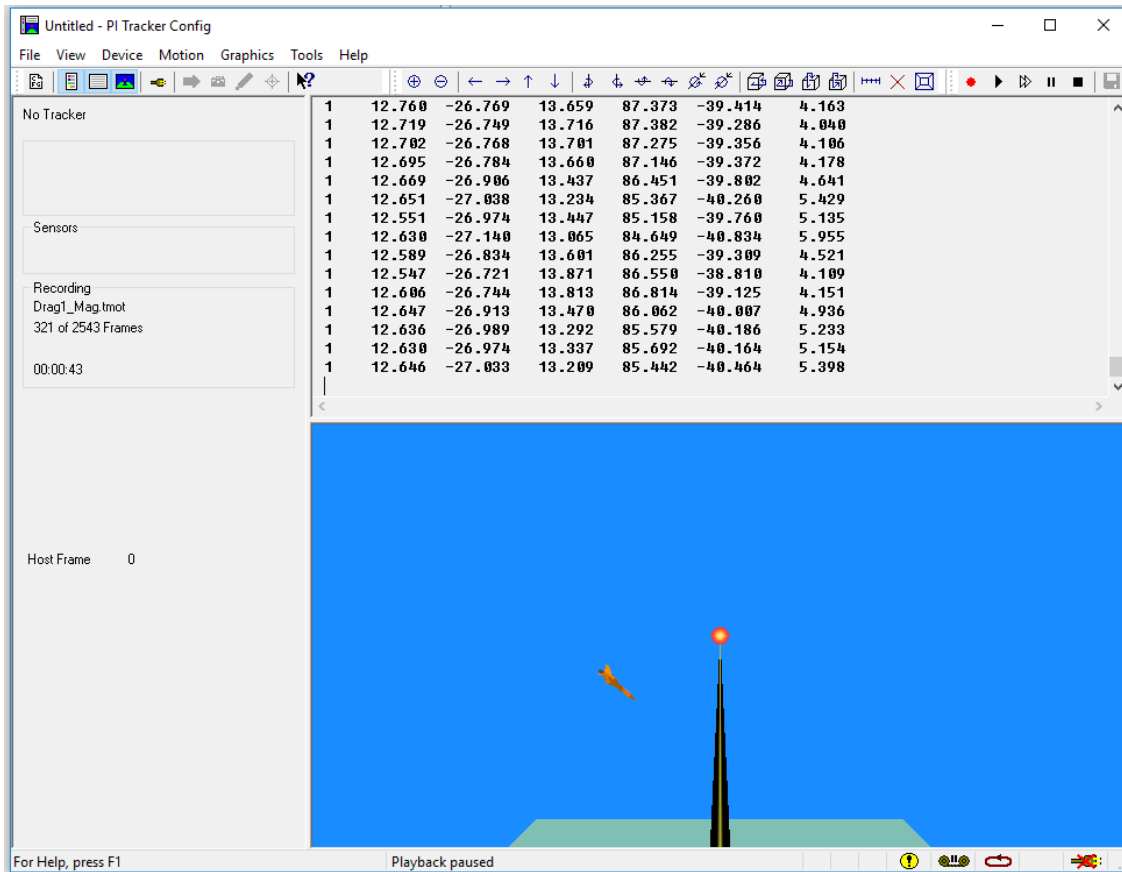 Untitled - PI Tracker Config
File View Device Motion Graphics Tools Help
No Tracker
Sensors
Recording
Drag1_Mag.tmot
321 of 2543 Frames
00:00:43
Host Frame 0
1 12.760 -26.769 13.659 87.373 -39.414 4.163
1 12.719 -26.749 13.716 87.382 -39.286 4.040
1 12.702 -26.768 13.701 87.275 -39.356 4.106
1 12.695 -26.784 13.660 87.146 -39.372 4.178
1 12.669 -26.906 13.437 86.451 -39.802 4.641
1 12.651 -27.038 13.234 85.367 -40.260 5.429
1 12.551 -26.974 13.447 85.158 -39.760 5.135
1 12.630 -27.140 13.065 84.649 -40.834 5.955
1 12.589 -26.834 13.601 86.255 -39.309 4.521
1 12.547 -26.721 13.871 86.550 -38.810 4.109
1 12.606 -26.744 13.813 86.814 -39.125 4.151
1 12.647 -26.913 13.470 86.062 -40.007 4.936
1 12.636 -26.989 13.292 85.579 -40.186 5.233
1 12.630 -26.974 13.337 85.692 -40.164 5.154
1 12.646 -27.033 13.209 85.442 -40.464 5.398
For Help, press F1
Playback paused